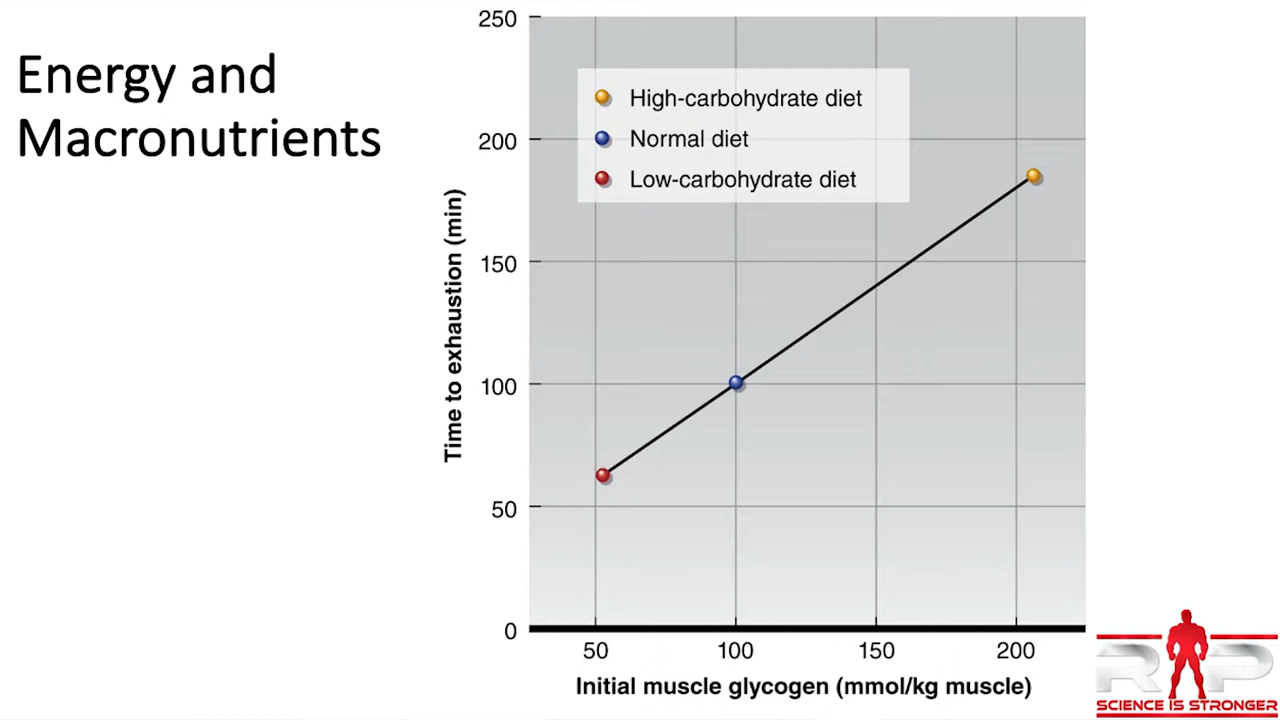 Energy and
Macronutrients
250
200
150
100
50
0
Time to exhaustion (min)
High-carbohydrate diet
Normal diet
Low-carbohydrate diet
50 100 150 200
Initial muscle glycogen (mmol/kg muscle)
RP
SCIENCE IS STRONGER